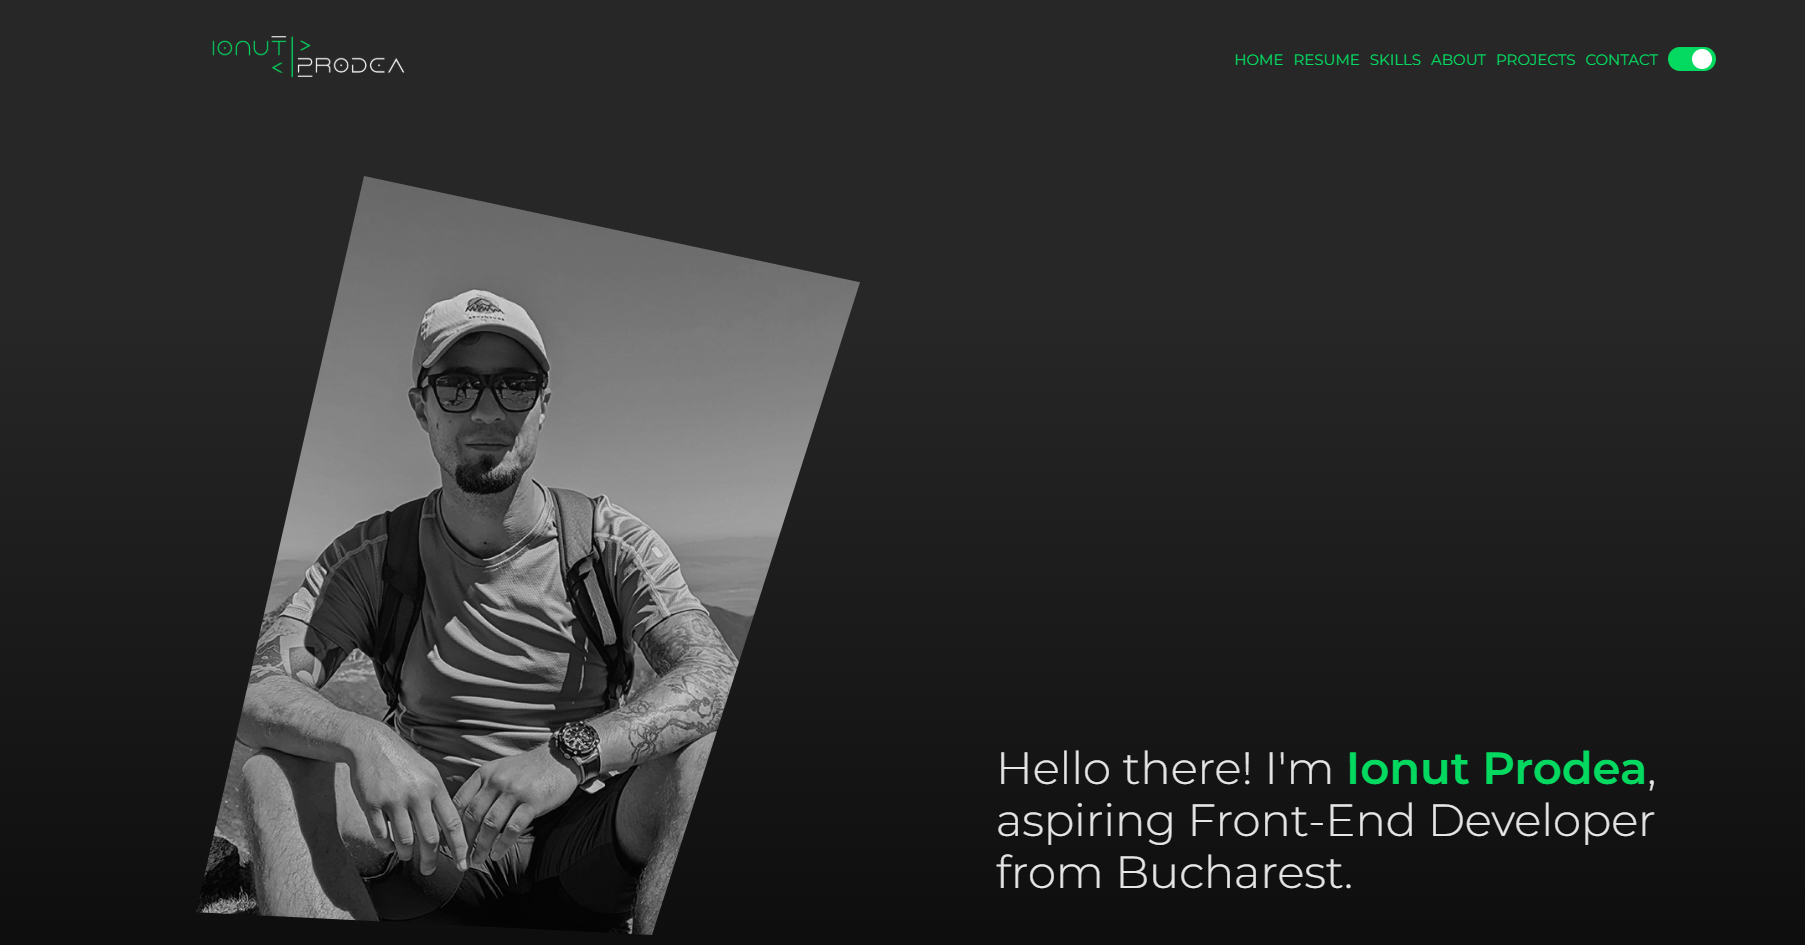 IONUT
PRODEA
HOME RESUME SKILLS ABOUT PROJECTS CONTACT
Hello there! I'm Ionut Prodea,
aspiring Front-End Developer
from Bucharest.